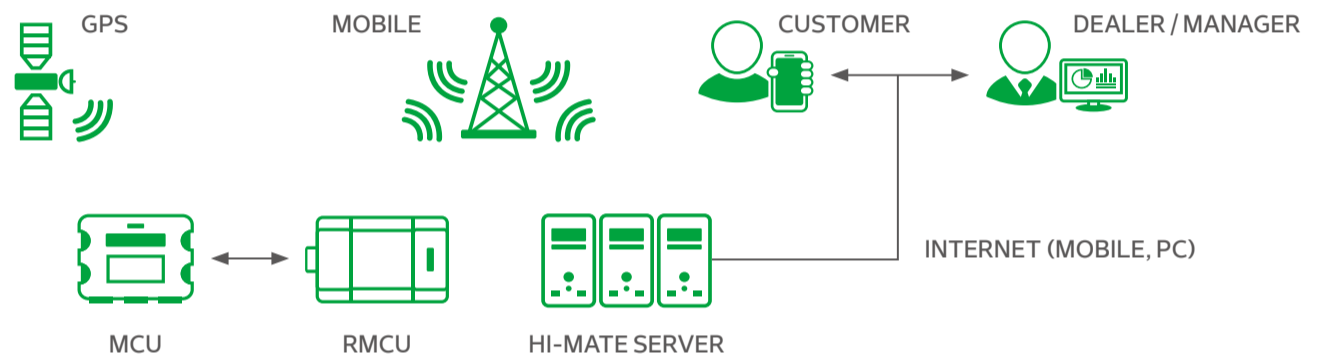 GPS
MOBILE
CUSTOMER
DEALER / MANAGER
INTERNET (MOBILE, PC)
MCU
RMCU
HI-MATE SERVER